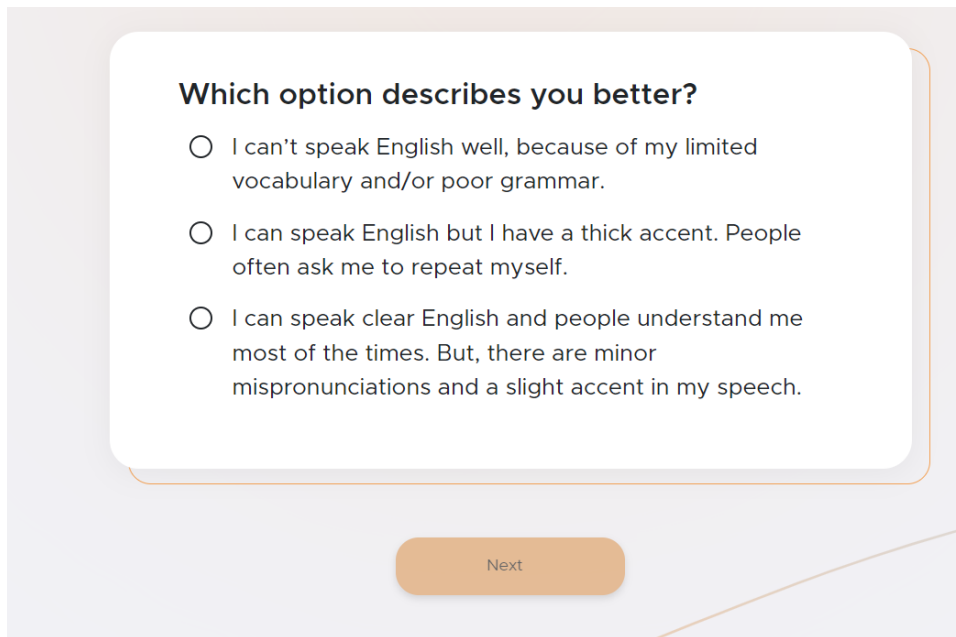 Which option describes you better?
I can’t speak English well, because of my limited
vocabulary and/or poor grammar.
I can speak English but I have a thick accent. People
often ask me to repeat myself.
I can speak clear English and people understand me
most of the times. But, there are minor
mispronunciations and a slight accent in my speech.
Next